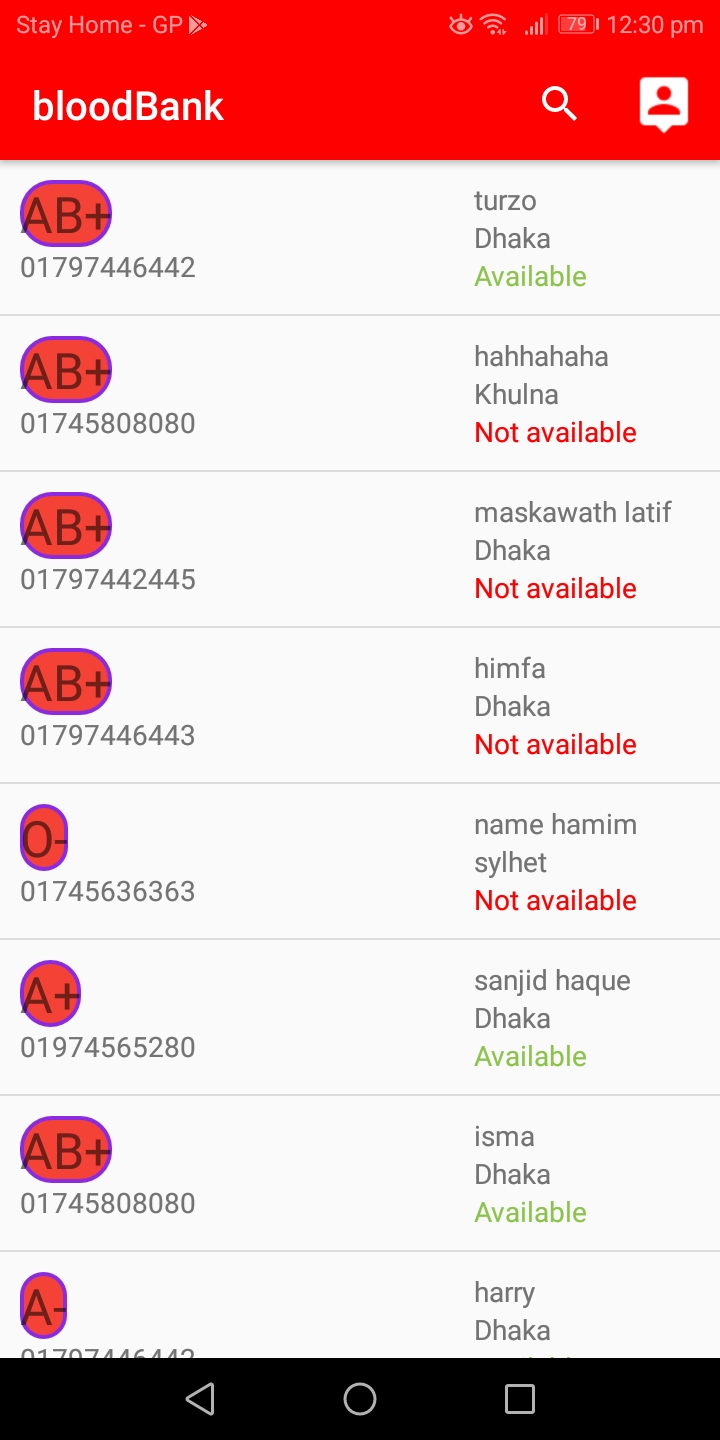 Stay Home - GP 79 12:30 pm
bloodBank
AB+ turzo
Dhaka
01797446442 Available
AB+ hahhahaha
Khulna
01745808080 Not available
AB+ maskawath latif
Dhaka
01797442445 Not available
AB+ himfa
Dhaka
01797446443 Not available
O- name hamim
sylhet
01745636363 Not available
A+ sanjid haque
Dhaka
01974565280 Available
AB+ isma
Dhaka
01745808080 Available
A- harry
Dhaka